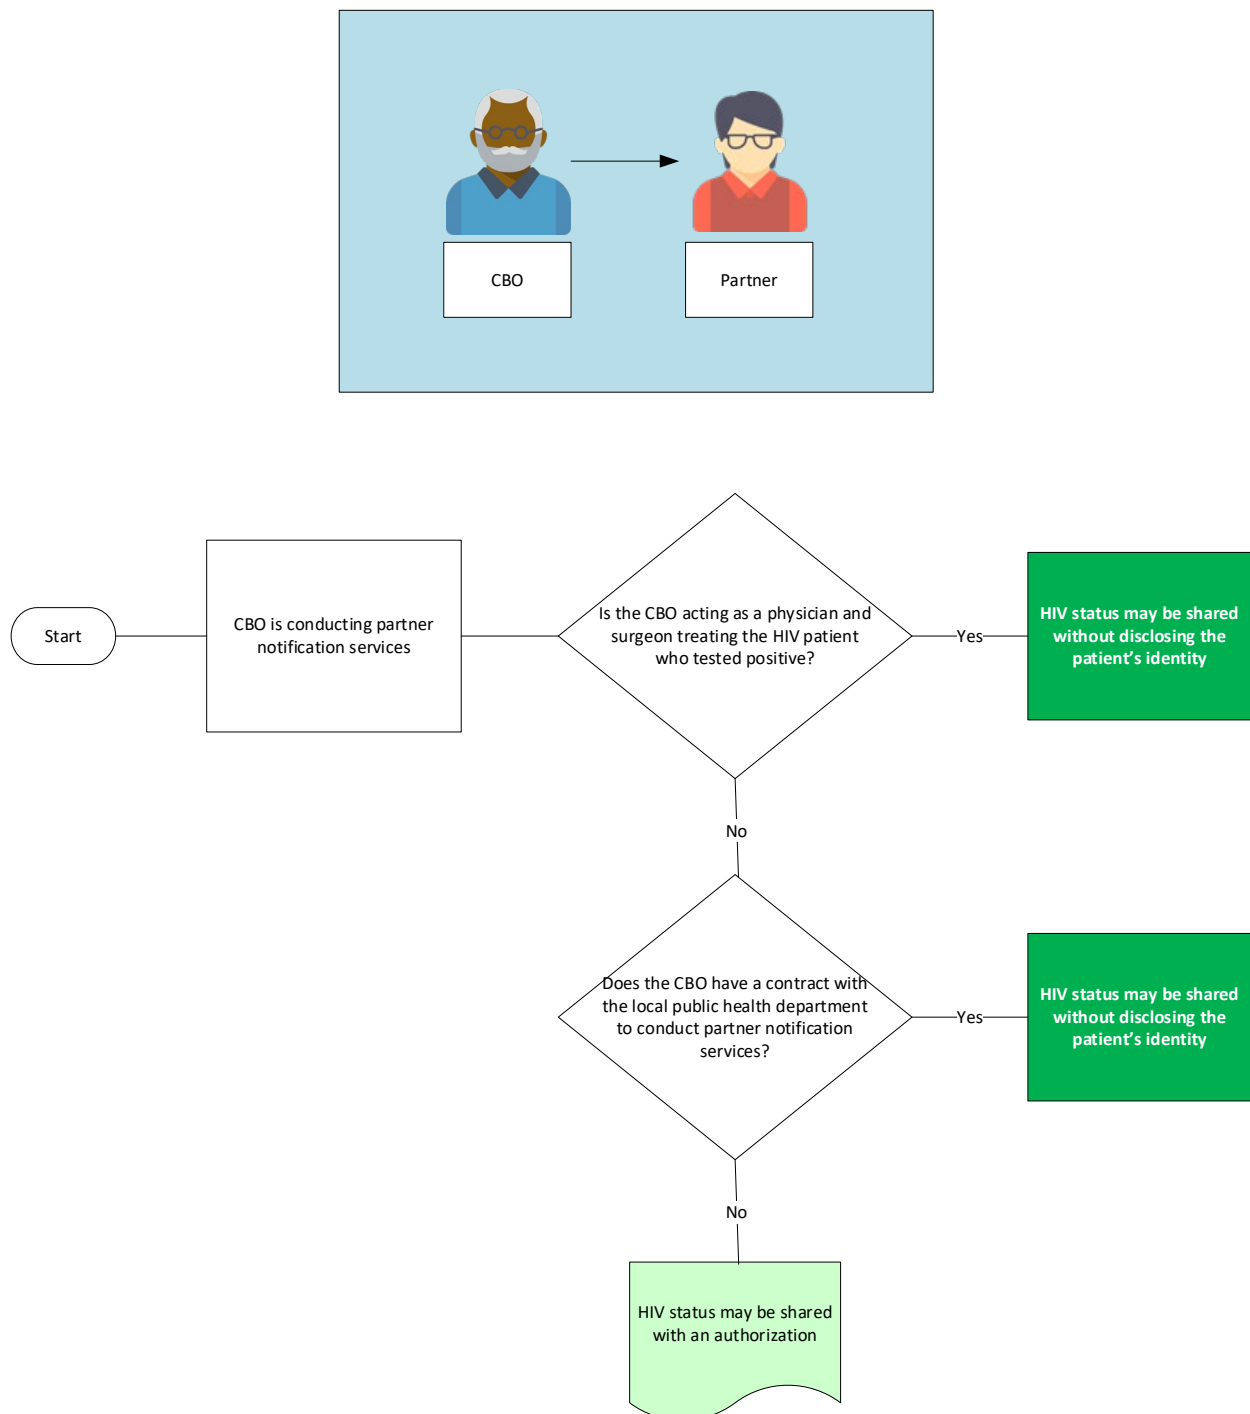 CBO
Partner
Start
CBO is conducting partner
notification services
Is the CBO acting as a physician and
surgeon treating the HIV patient
who tested positive?
Yes
HIV status may be shared
without disclosing the
patient’s identity
No
Does the CBO have a contract with
the local public health department
to conduct partner notification
services?
Yes
HIV status may be shared
without disclosing the
patient’s identity
No
HIV status may be shared
with an authorization